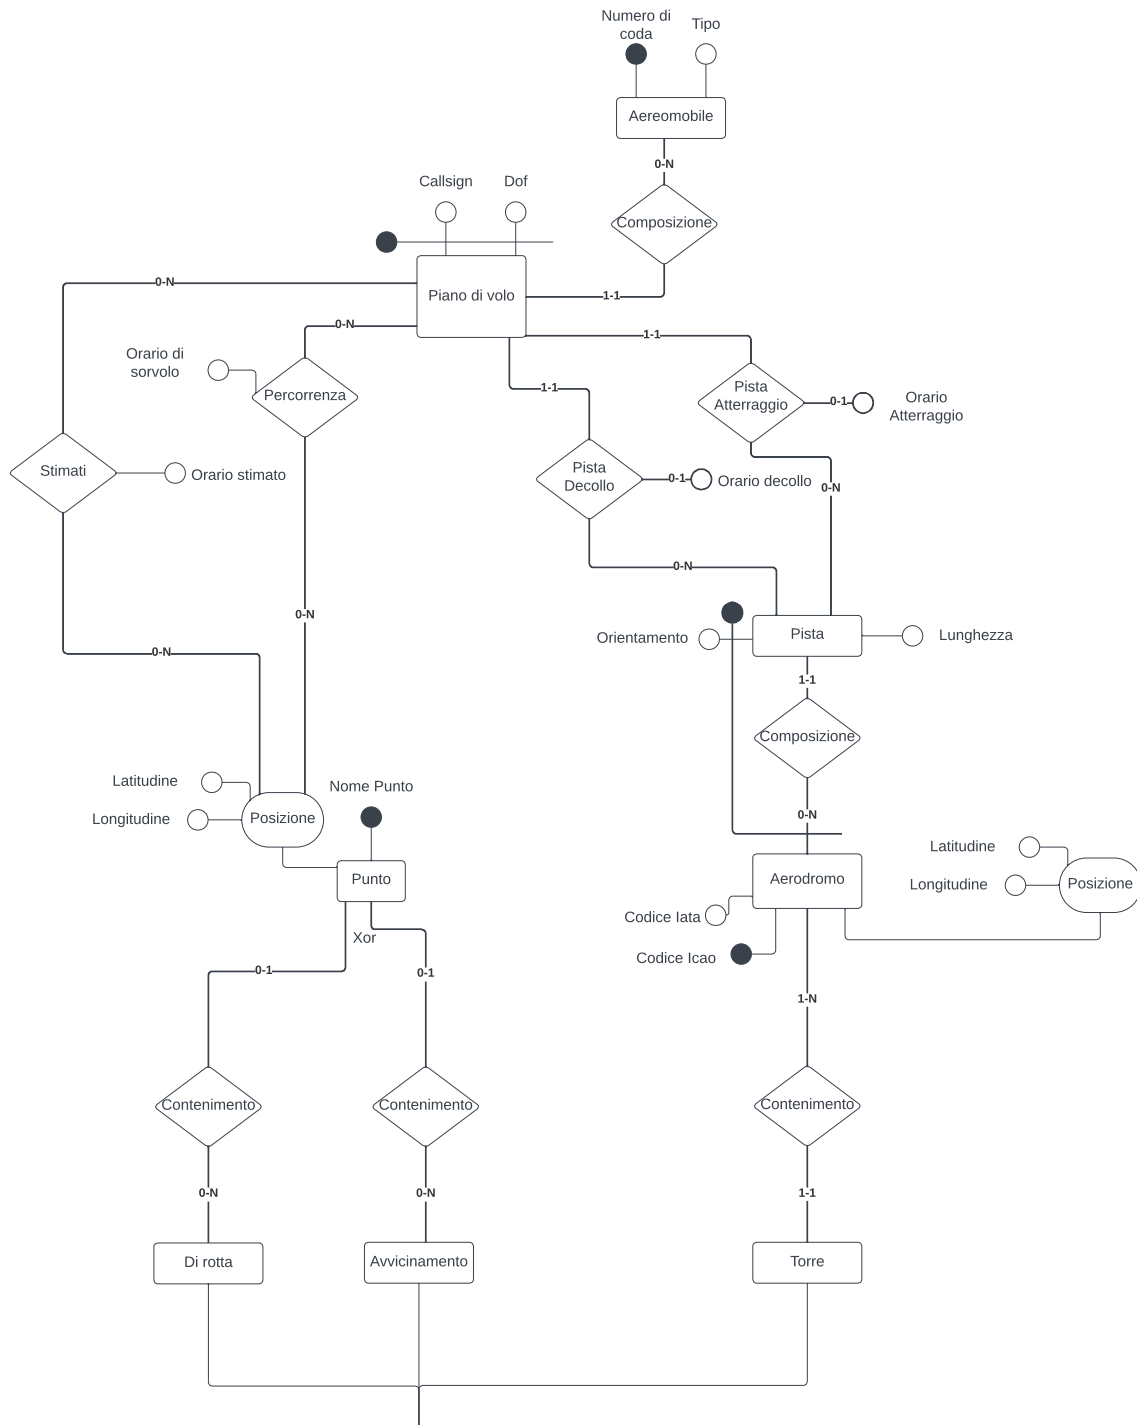 Numero di
coda
Tipo
Aereomobile
0-N
Composizione
Callsign
Dof
Piano di volo
1-1
0-N
0-N
1-1
Orario di
sorvolo
Percorrenza
1-1
Pista
Atterraggio
0-1
Orario
Atterraggio
Stimati
Orario stimato
Pista
Decollo
0-1
Orario decollo
0-N
0-N
0-N
0-N
Orientamento
Pista
Lunghezza
1-1
Composizione
0-N
Latitudine
Longitudine
Posizione
Nome Punto
Punto
Xor
Aerodromo
Codice Iata
Codice Icao
Latitudine
Longitudine
Posizione
0-1
0-1
1-N
Contenimento
Contenimento
Contenimento
0-N
0-N
1-1
Di rotta
Avvicinamento
Torre